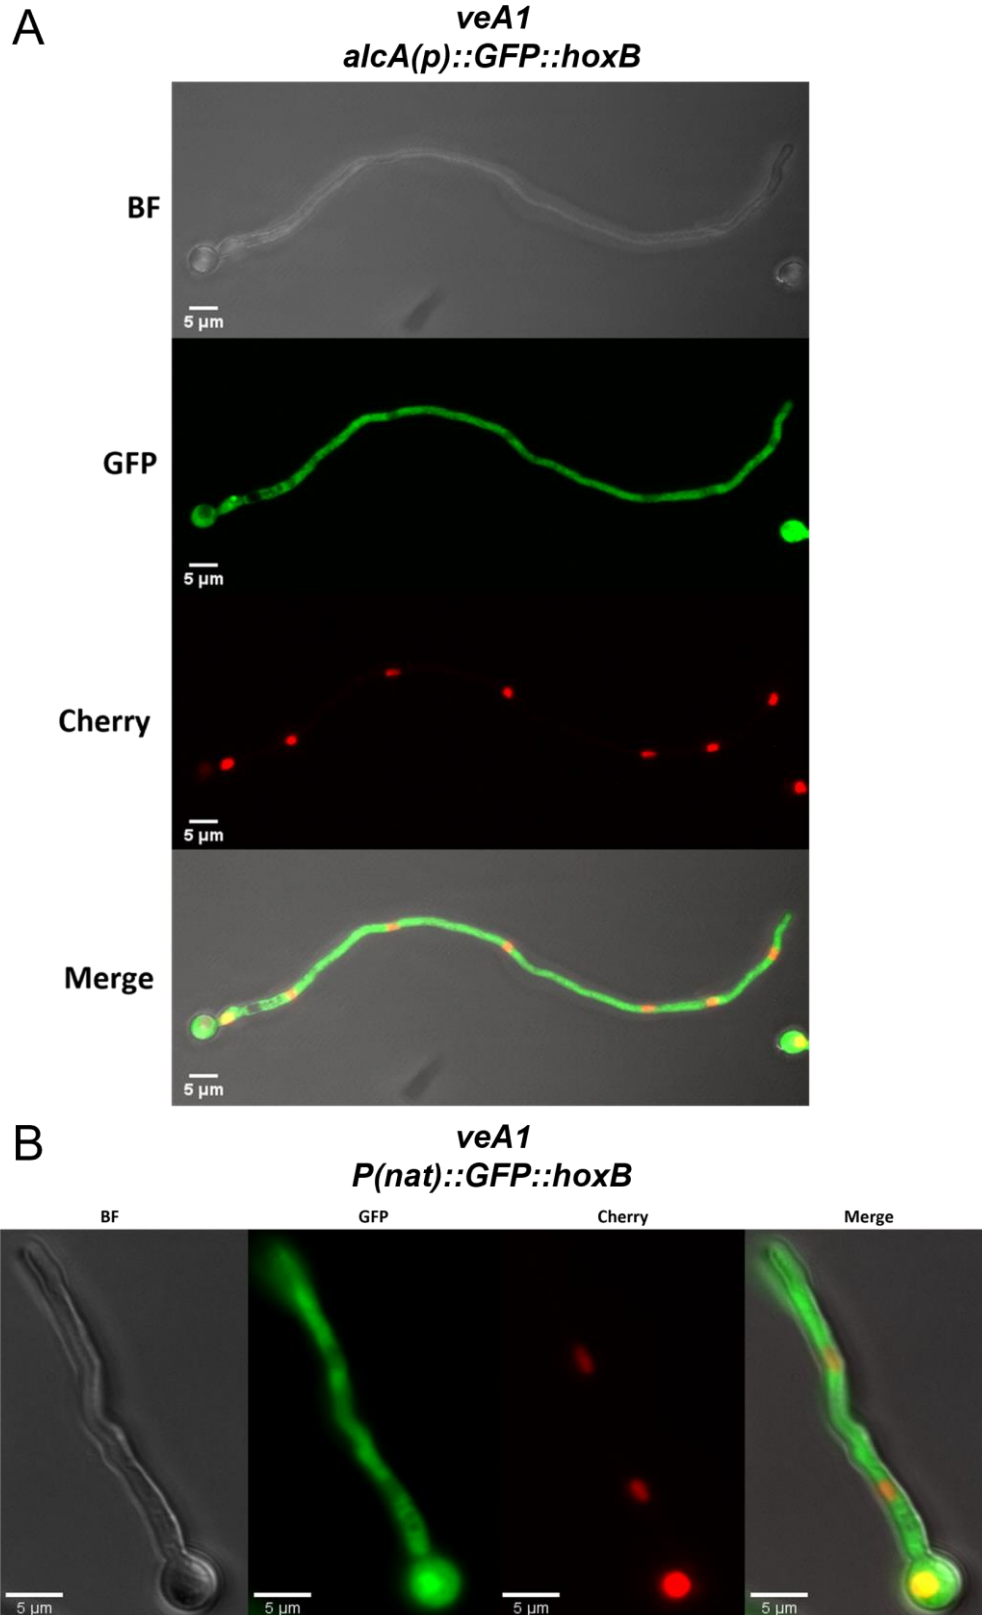 A
veA1
alcA(p)::GFP::hoxB
BF
5 µm
GFP
5 µm
Cherry
5 µm
Merge
5 µm
B
veA1
P(nat)::GFP::hoxB
BF GFP Cherry Merge
5 µm 5 µm 5 µm 5 µm